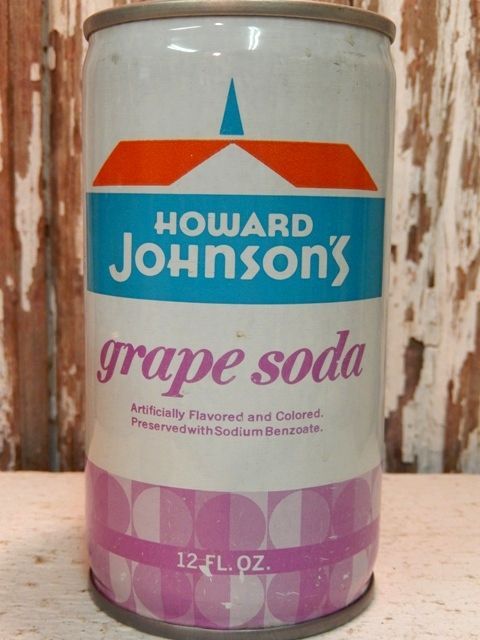 HOWARD
JOHNSON'S
grape soda
Artificially Flavored and Colored.
Preserved with Sodium Benzoate.
12 FL. OZ.